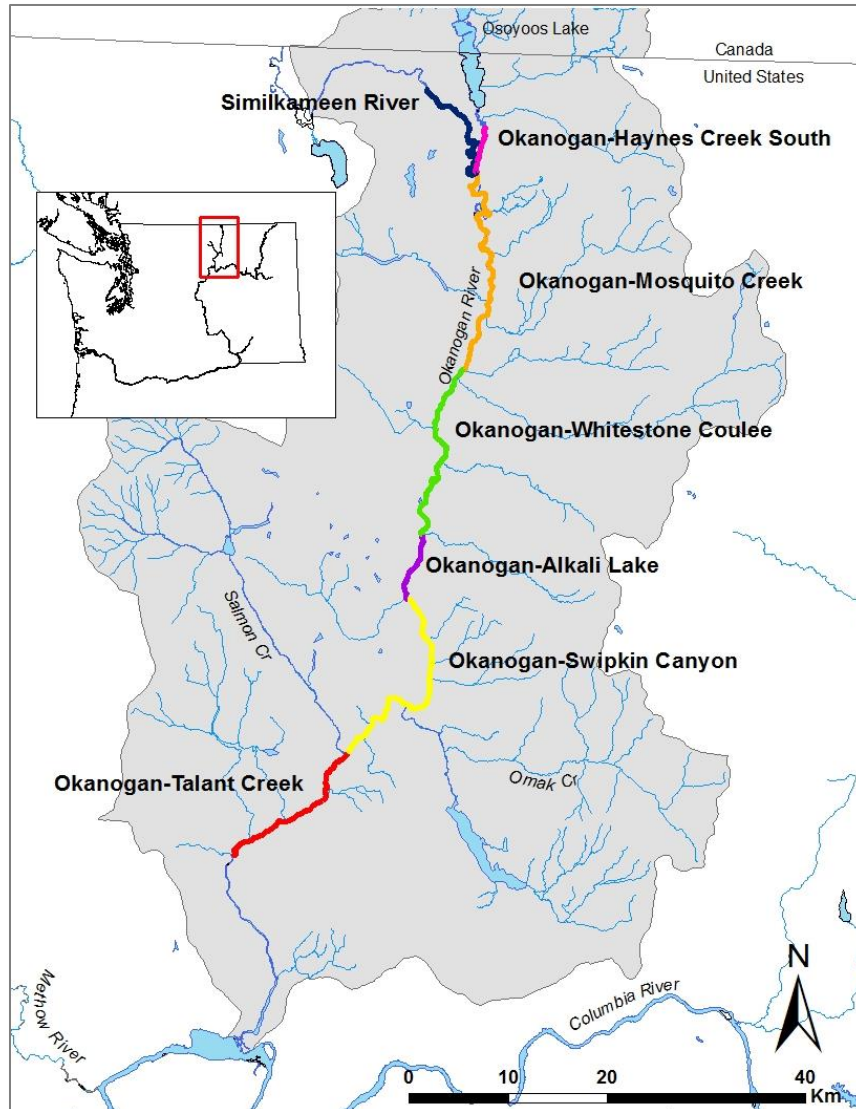 Osoyoos Lake
Canada
United States
Similkameen River
Okanogan-Haynes Creek South
Okanogan-Mosquito Creek
Okanogan River
Okanogan-Whitestone Coulee
Okanogan-Alkali Lake
Salmon Cr
Okanogan-Swipkin Canyon
Okanogan-Talant Creek
Omak Cr
N
Methow River
Columbia River
0 10 20 40
Km